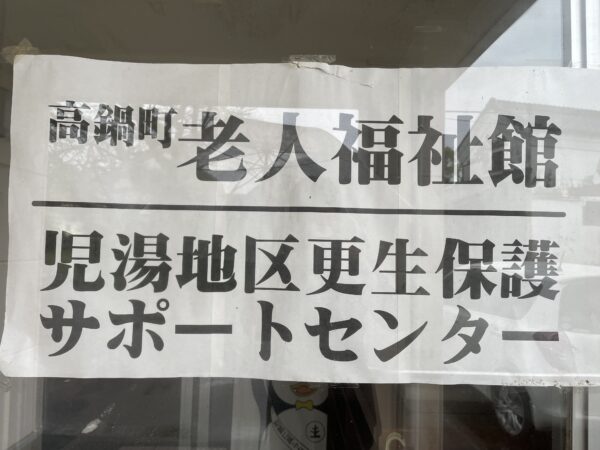 高鍋町 老人福祉館
児湯地区更生保護
サポートセンター